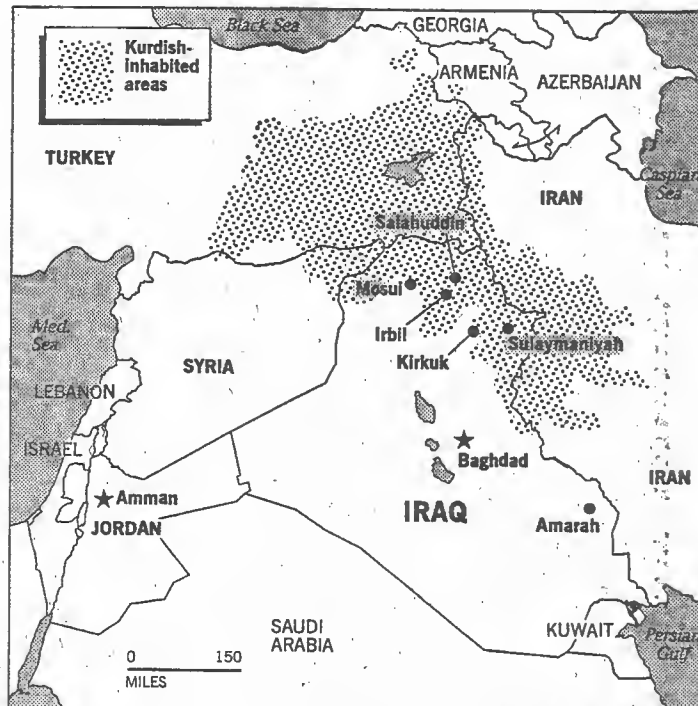 Black Sea
GEORGIA
Kurdish-
inhabited
areas
ARMENIA
AZERBAIJAN
TURKEY
Caspian
Sea
IRAN
Salahuddin
Mosul
Irbil
Med.
Sea
Kirkuk
Sulaymaniyah
SYRIA
LEBANON
ISRAEL
Baghdad
IRAN
Amman
IRAQ
Amarah
JORDAN
SAUDI
ARABIA
KUWAIT
Persian
Gulf
0 150
MILES